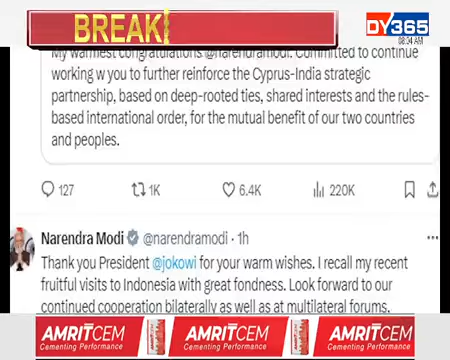 BREAK
DY365
08:04 AM
My warmest congratulations @narendramodi. Committed to continue
working w you to further reinforce the Cyprus-India strategic
partnership, based on deep-rooted ties, shared interests and the rules-
based international order, for the mutual benefit of our two countries
and peoples.
127 1K 6.4K 220K
Narendra Modi @narendramodi · 1h
Thank you President @jokowi for your warm wishes. I recall my recent
fruitful visits to Indonesia with great fondness. Look forward to our
continued cooperation bilaterally as well as at multilateral forums.
AMRITCEM AMRITCEM AMRITCEM
Cementing Performance Cementing Performance Cementing Performance